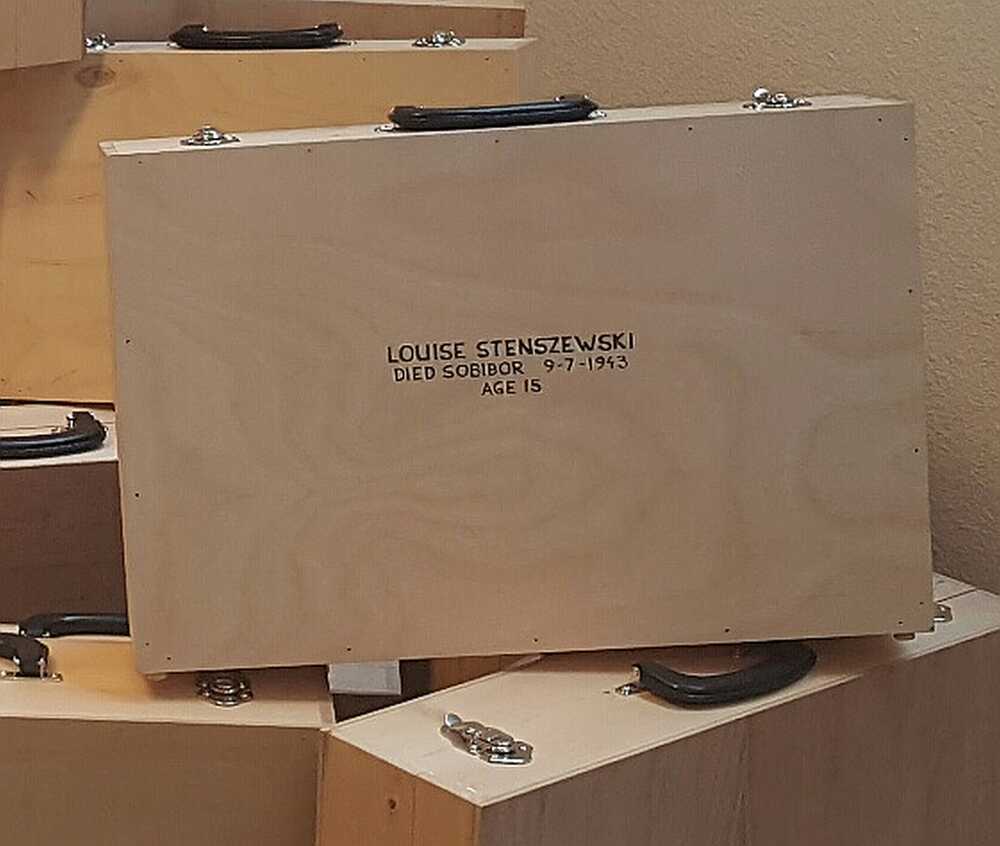 LOUISE STENSZEWSKI
DIED SOBIBOR 9-7-1943
AGE 15